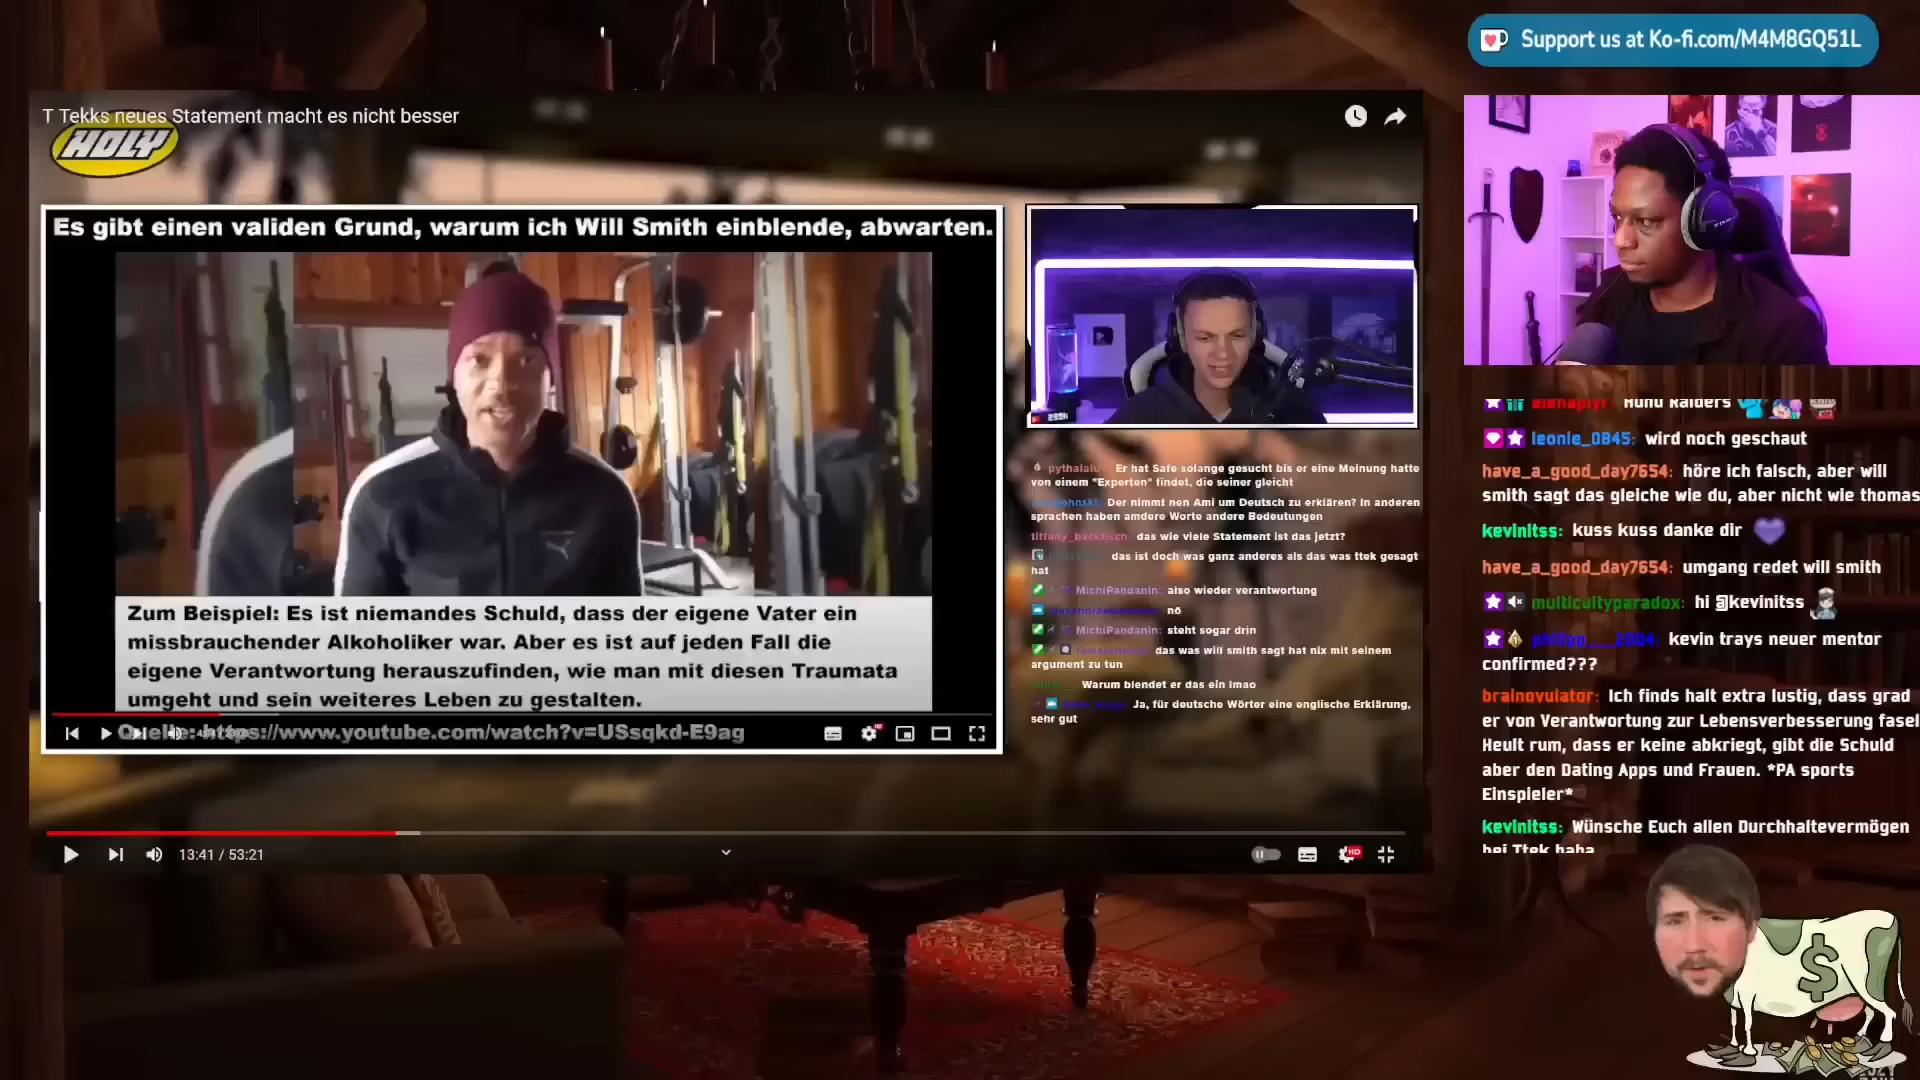 Support us at Ko-fi.com/M4M8GQ51L
T Tekks neues Statement macht es nicht besser
HOLY
Es gibt einen validen Grund, warum ich Will Smith einblende, abwarten.
Zum Beispiel: Es ist niemandes Schuld, dass der eigene Vater ein
missbrauchender Alkoholiker war. Aber es ist auf jeden Fall die
eigene Verantwortung herauszufinden, wie man mit diesen Traumata
umgeht und sein weiteres Leben zu gestalten.
Quelle: https://www.youtube.com/watch?v=USsqkd-E9ag
HD
Er hat Safe solange gesucht bis er eine Meinung hatte
von einem "Experten" findet, die seiner gleicht
Der nimmt nen Ami um Deutsch zu erklären? In anderen
sprachen haben amdere Worte andere Bedeutungen
tiffany_backfisch: das wie viele Statement ist das jetzt?
das ist doch was ganz anderes als das was ttek gesagt
hat
MichiPandanin: also wieder verantwortung
nö
MichiPandanin: steht sogar drin
das was will smith sagt hat nix mit seinem
argument zu tun
Warum blendet er das ein lmao
Ja, für deutsche Wörter eine englische Erklärung,
sehr gut
13:41 / 53:21
HD
elenaplyr: Hundu Raiders
leonie_0845: wird noch geschaut
have_a_good_day7654: höre ich falsch, aber will
smith sagt das gleiche wie du, aber nicht wie thomas
kevinitss: kuss kuss danke dir
have_a_good_day7654: umgang redet will smith
multicultyparadox: hi @kevinitss
philipp___2004: kevin trays neuer mentor
confirmed???
brainovulator: Ich finds halt extra lustig, dass grad
er von Verantwortung zur Lebensverbesserung fasel
Heult rum, dass er keine abkriegt, gibt die Schuld
aber den Dating Apps und Frauen. *PA sports
Einspieler*
kevinitss: Wünsche Euch allen Durchhaltevermögen
bei Ttek haha
$